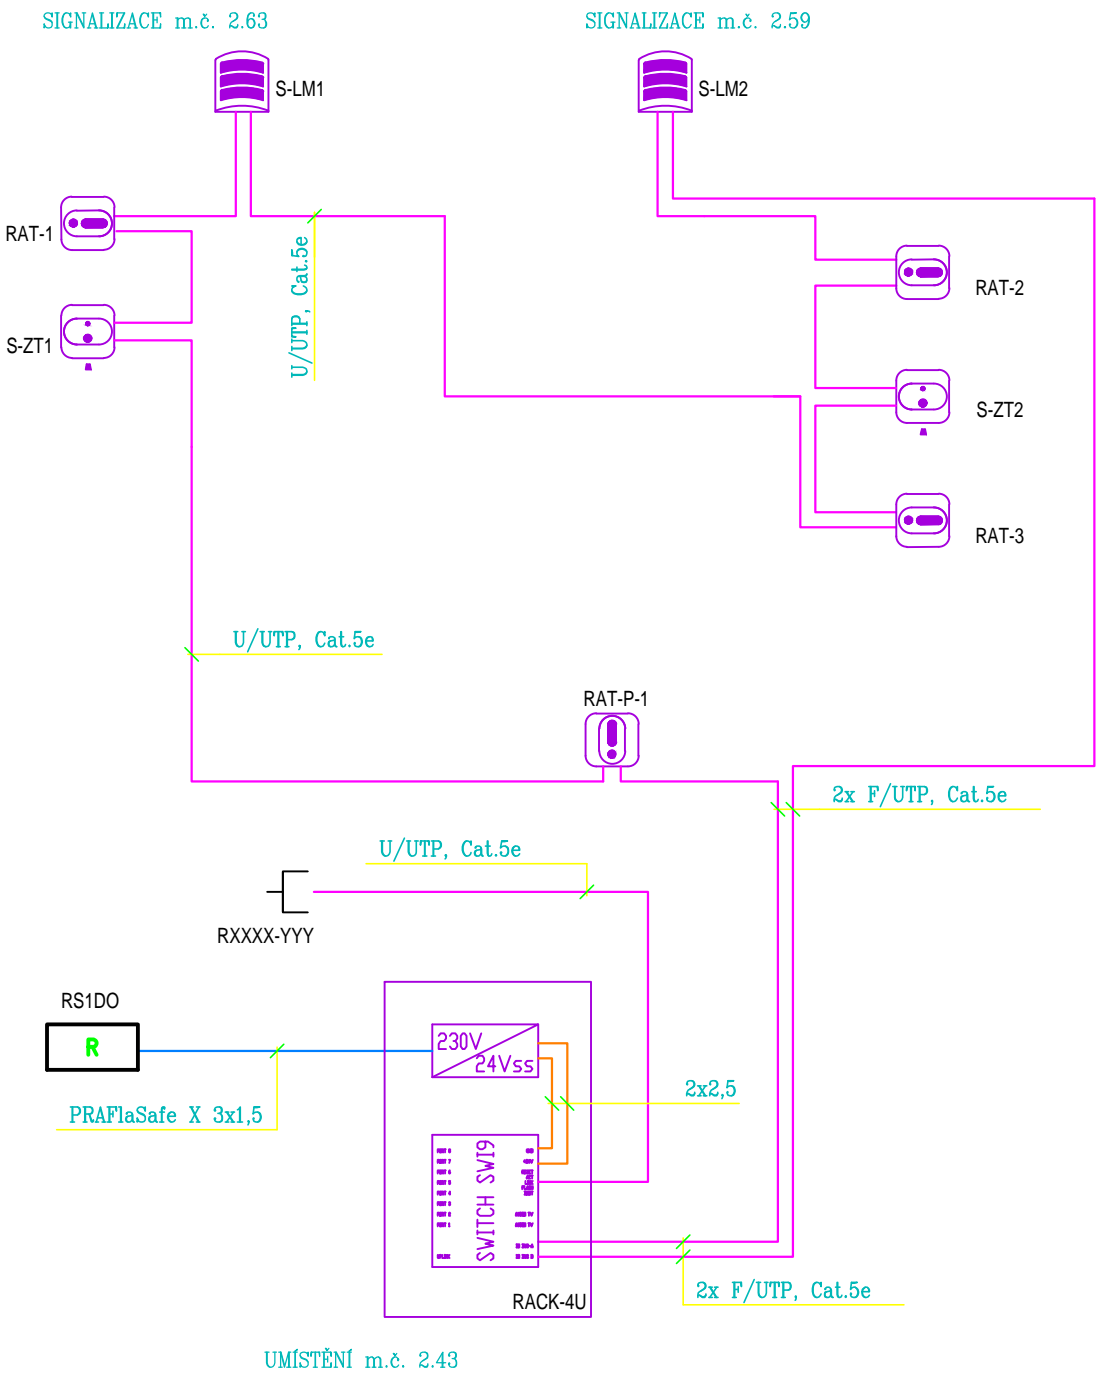 SIGNALIZACE m.č. 2.63
SIGNALIZACE m.č. 2.59
S-LM1
S-LM2
RAT-1
U/UTP, Cat.5e
RAT-2
S-ZT1
S-ZT2
RAT-3
U/UTP, Cat.5e
RAT-P-1
2x F/UTP, Cat.5e
U/UTP, Cat.5e
RXXXX-YYY
RS1DO
R
230V
24Vss
2x2,5
PRAFlaSafe X 3x1,5
SWITCH SWI9
2x F/UTP, Cat.5e
RACK-4U
UMÍSTĚNÍ m.č. 2.43